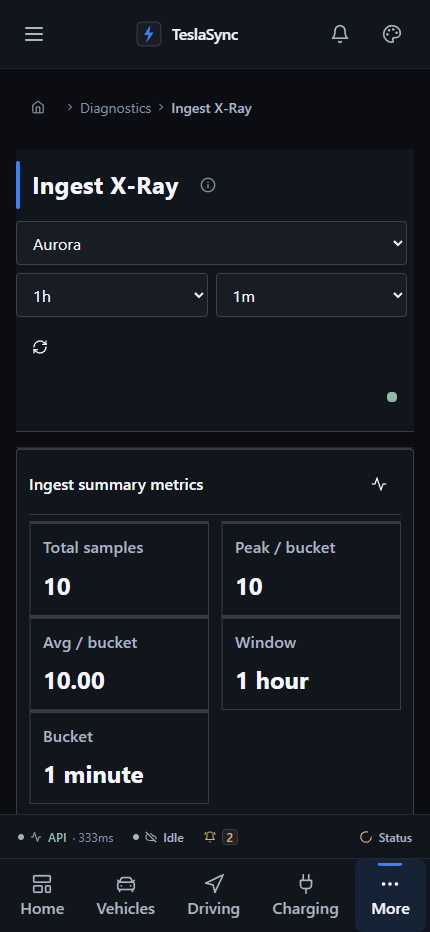 TeslaSync
Diagnostics
Ingest X-Ray
Ingest X-Ray
Aurora
1h
1m
Ingest summary metrics
Total samples
10
Peak / bucket
10
Avg / bucket
10.00
Window
1 hour
Bucket
1 minute
API · 333ms
Idle
2
Status
Home
Vehicles
Driving
Charging
More